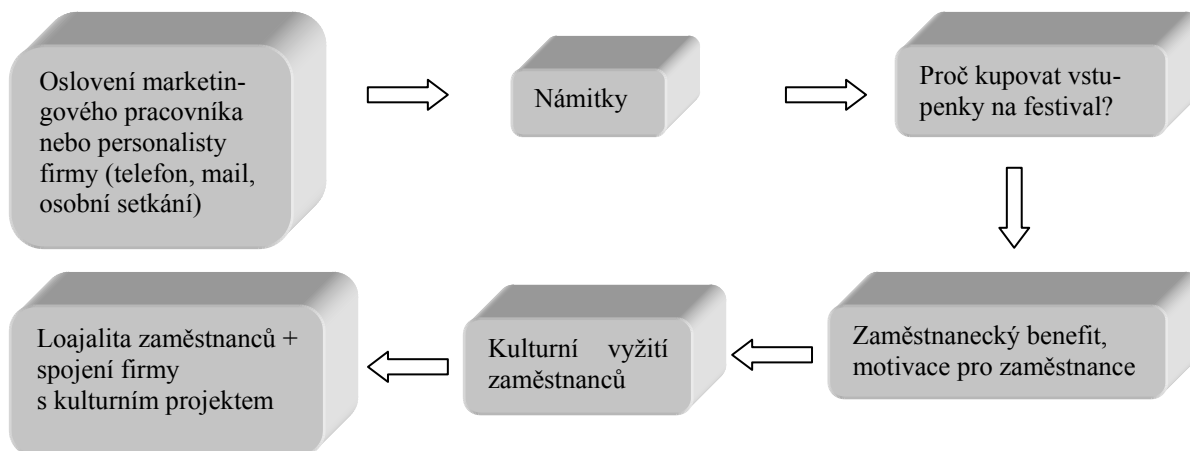 Oslovení marketin-
gového pracovníka
nebo personalisty
firmy (telefon, mail,
osobní setkání)
Námitky
Proč kupovat vstu-
penky na festival?
Zaměstnanecký benefit,
motivace pro zaměstnance
Kulturní vyžití
zaměstnanců
Loajalita zaměstnanců +
spojení firmy
s kulturním projektem